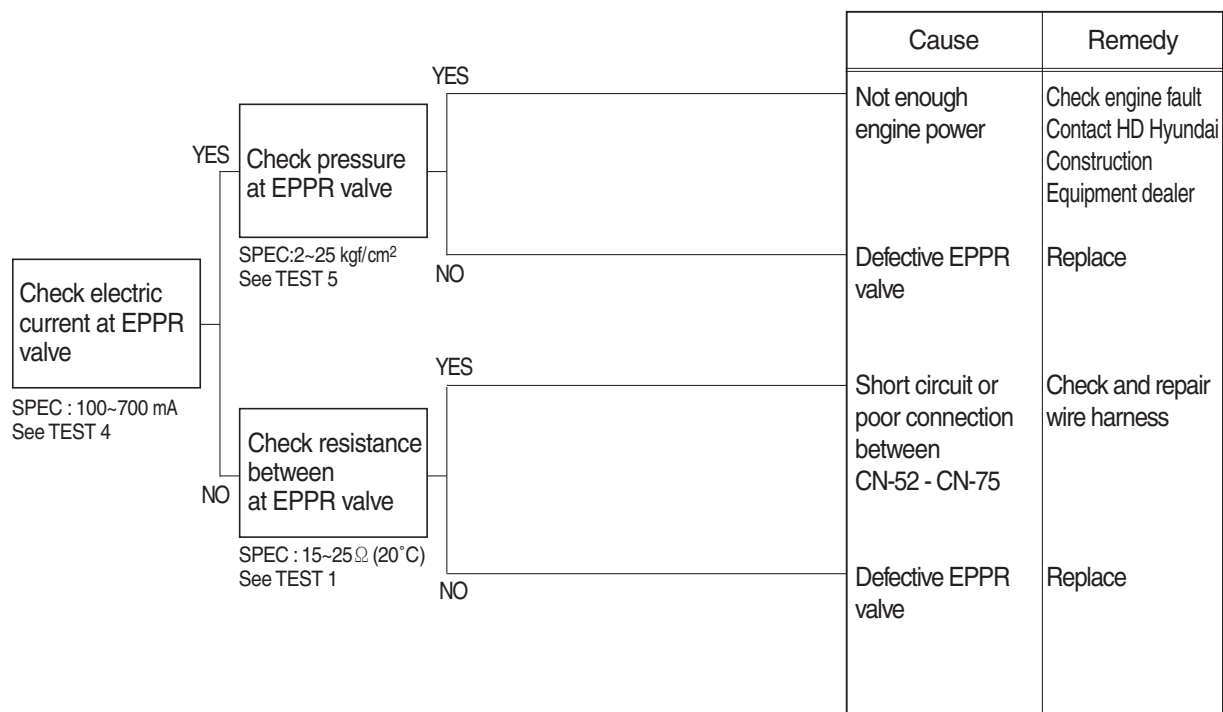 Cause
Remedy
YES
Not enough
engine power
Check engine fault
Contact HD Hyundai
Construction
Equipment dealer
YES
Check pressure
at EPPR valve
SPEC:2~25 kgf/cm²
See TEST 5
NO
Defective EPPR
valve
Replace
Check electric
current at EPPR
valve
SPEC : 100~700 mA
See TEST 4
YES
Short circuit or
poor connection
between
CN-52 - CN-75
Check and repair
wire harness
NO
Check resistance
between
at EPPR valve
SPEC : 15~25Ω (20˚C)
See TEST 1
NO
Defective EPPR
valve
Replace